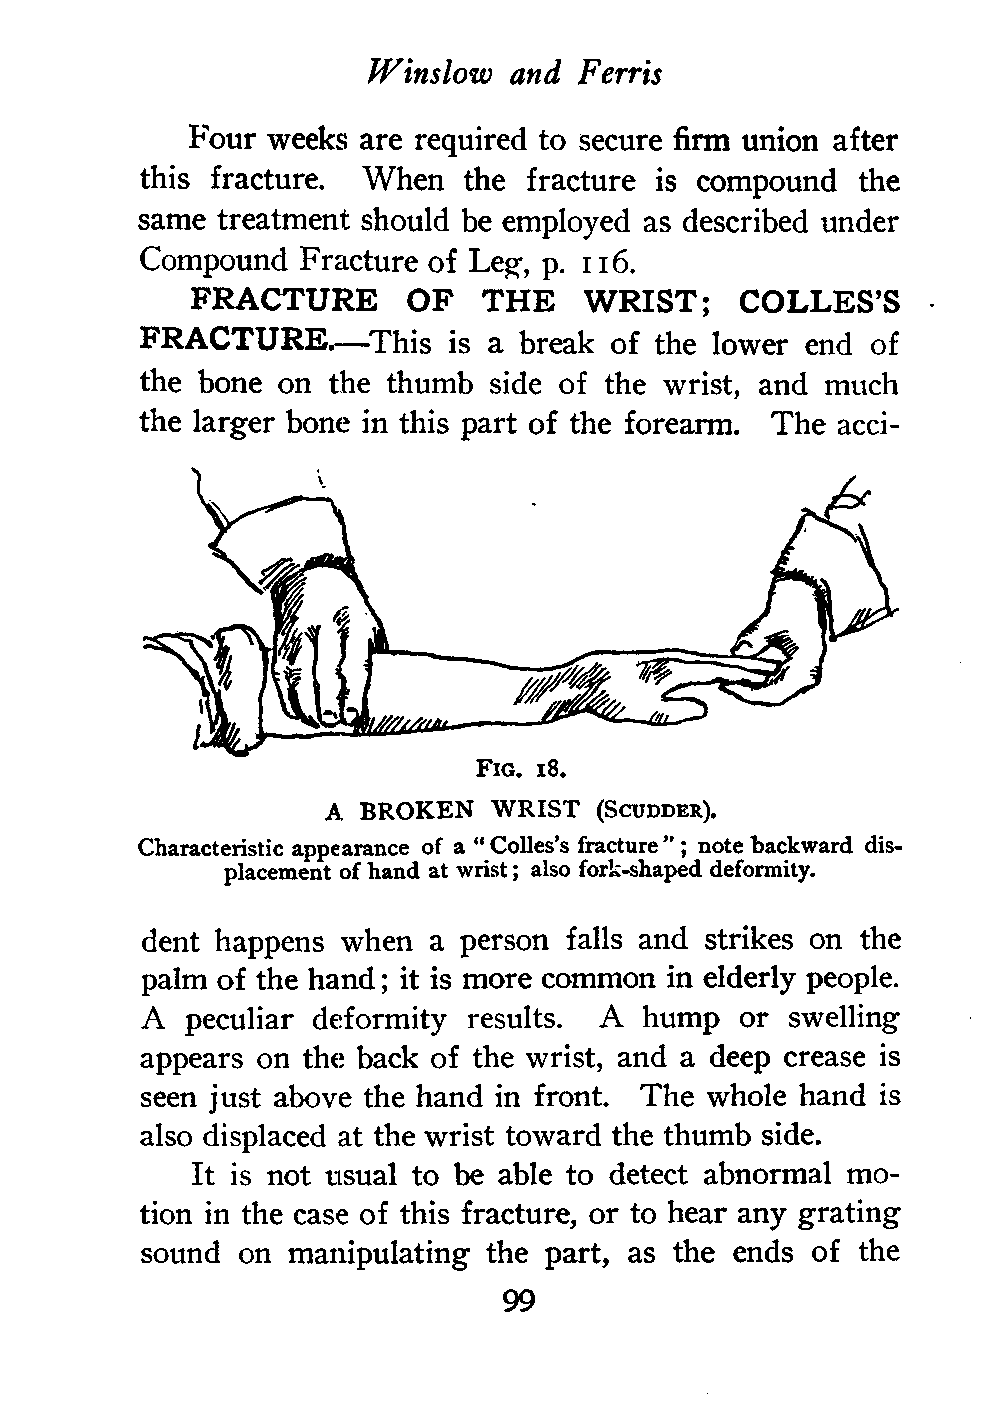 Winslow and Ferris
Four weeks are required to secure firm union after
this fracture. When the fracture is compound the
same treatment should be employed as described under
Compound Fracture of Leg, p. 116.
FRACTURE OF THE WRIST; COLLES'S
FRACTURE.—This is a break of the lower end of
the bone on the thumb side of the wrist, and much
the larger bone in this part of the forearm. The acci-
FIG. 18.
A BROKEN WRIST (SCUDDER).
Characteristic appearance of a "Colles's fracture"; note backward dis-
placement of hand at wrist; also fork-shaped deformity.
dent happens when a person falls and strikes on the
palm of the hand; it is more common in elderly people.
A peculiar deformity results. A hump or swelling
appears on the back of the wrist, and a deep crease is
seen just above the hand in front. The whole hand is
also displaced at the wrist toward the thumb side.
It is not usual to be able to detect abnormal mo-
tion in the case of this fracture, or to hear any grating
sound on manipulating the part, as the ends of the
99